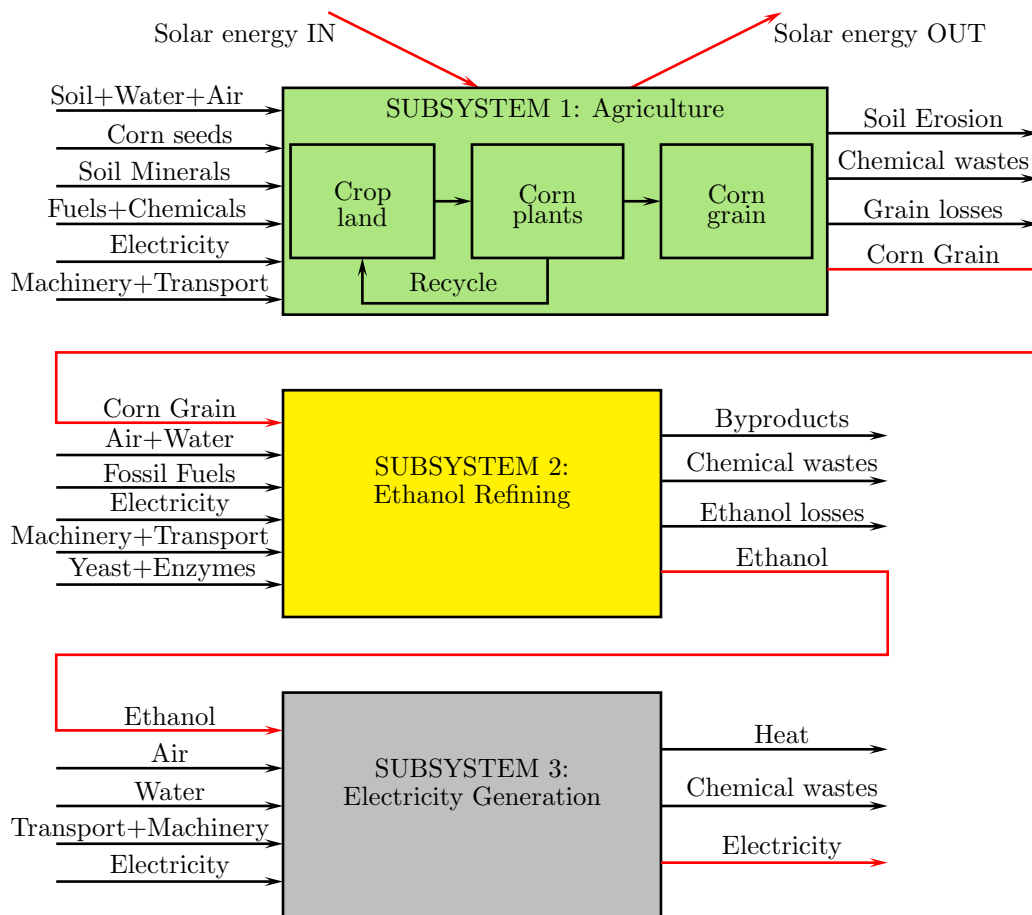 Solar energy IN
Solar energy OUT
Soil+Water+Air
Corn seeds
Soil Minerals
Fuels+Chemicals
Electricity
Machinery+Transport
SUBSYSTEM 1: Agriculture
Crop
land
Corn
plants
Corn
grain
Recycle
Soil Erosion
Chemical wastes
Grain losses
Corn Grain
Corn Grain
Air+Water
Fossil Fuels
Electricity
Machinery+Transport
Yeast+Enzymes
SUBSYSTEM 2:
Ethanol Refining
Byproducts
Chemical wastes
Ethanol losses
Ethanol
Ethanol
Air
Water
Transport+Machinery
Electricity
SUBSYSTEM 3:
Electricity Generation
Heat
Chemical wastes
Electricity